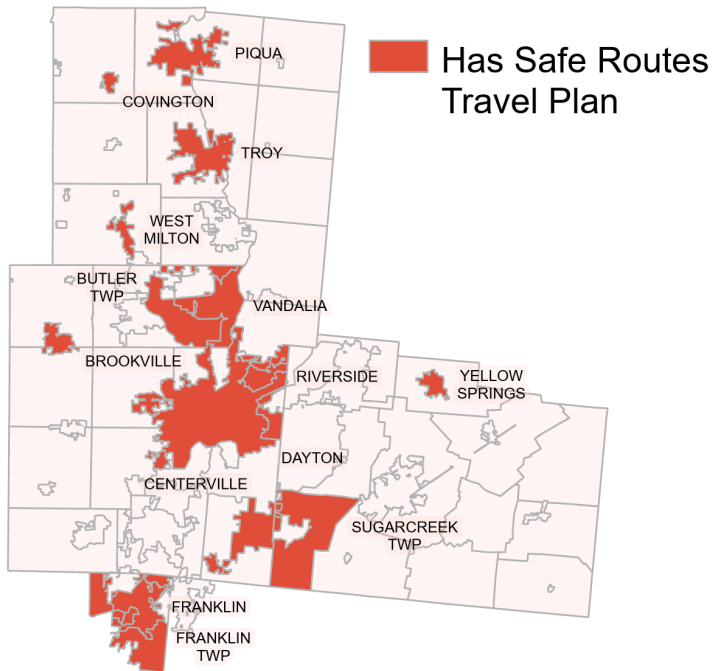 Has Safe Routes
Travel Plan
PIQUA
COVINGTON
TROY
WEST
MILTON
BUTLER
TWP
VANDALIA
BROOKVILLE
RIVERSIDE
YELLOW
SPRINGS
DAYTON
CENTERVILLE
SUGARCREEK
TWP
FRANKLIN
FRANKLIN
TWP